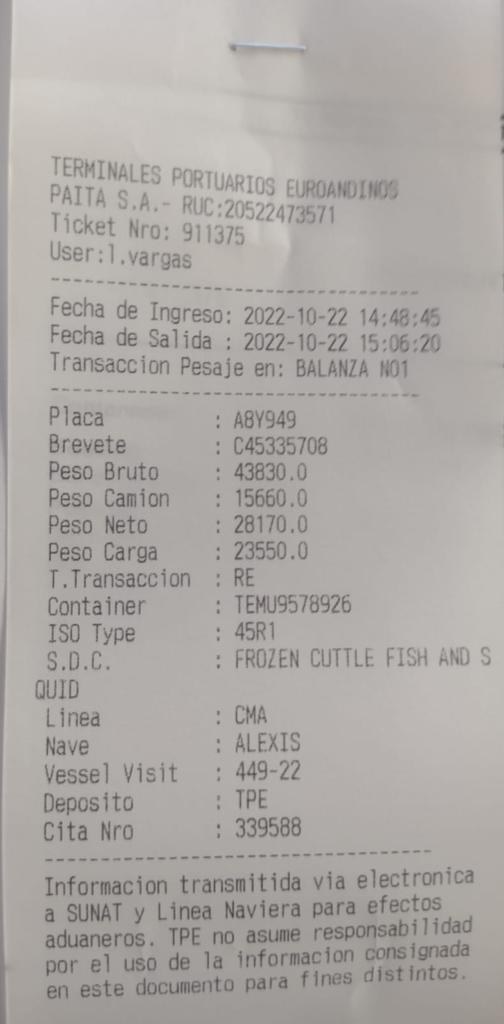 TERMINALES PORTUARIOS EUROANDINOS
PAITA S.A.- RUC:20522473571
Ticket Nro: 911375
User:l.vargas
--------------------------------
Fecha de Ingreso: 2022-10-22 14:48:45
Fecha de Salida : 2022-10-22 15:06:20
Transaccion Pesaje en: BALANZA NO1
--------------------------------
Placa : A8Y949
Brevete : C45335708
Peso Bruto : 43830.0
Peso Camion : 15660.0
Peso Neto : 28170.0
Peso Carga : 23550.0
T.Transaccion : RE
Container : TEMU9578926
ISO Type : 45R1
S.D.C. : FROZEN CUTTLE FISH AND S
QUID
Linea : CMA
Nave : ALEXIS
Vessel Visit : 449-22
Deposito : TPE
Cita Nro : 339588
--------------------------------
Informacion transmitida via electronica
a SUNAT y Linea Naviera para efectos
aduaneros. TPE no asume responsabilidad
por el uso de la informacion consignada
en este documento para fines distintos.